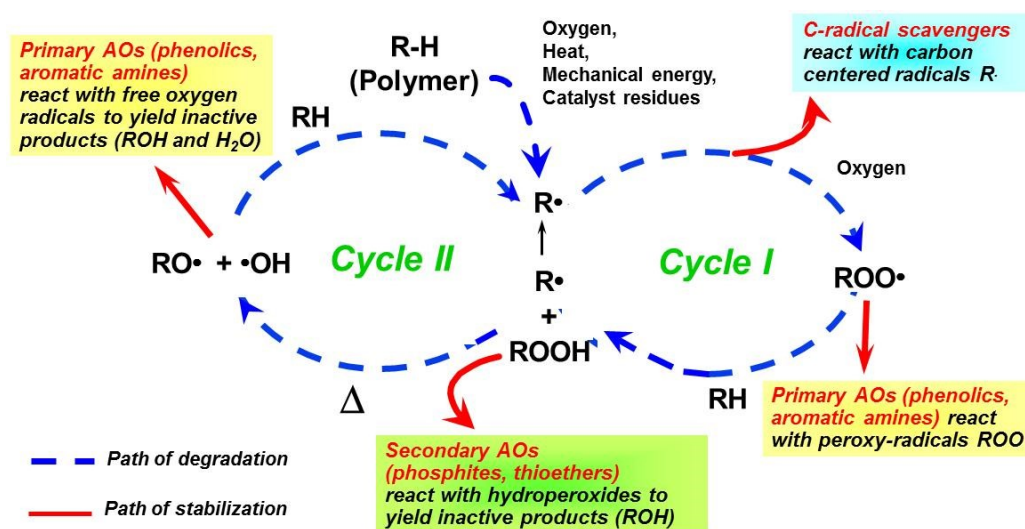 Primary AOs (phenolics,
aromatic amines)
react with free oxygen
radicals to yield inactive
products (ROH and H₂O)
R-H
(Polymer)
Oxygen,
Heat,
Mechanical energy,
Catalyst residues
C-radical scavengers
react with carbon
centered radicals R·
RH
Oxygen
R•
RO• + •OH
Cycle II
Cycle I
ROO•
R•
+
ROOH
Δ
RH
Primary AOs (phenolics,
aromatic amines) react
with peroxy-radicals ROO
Secondary AOs
(phosphites, thioethers)
react with hydroperoxides to
yield inactive products (ROH)
Path of degradation
Path of stabilization